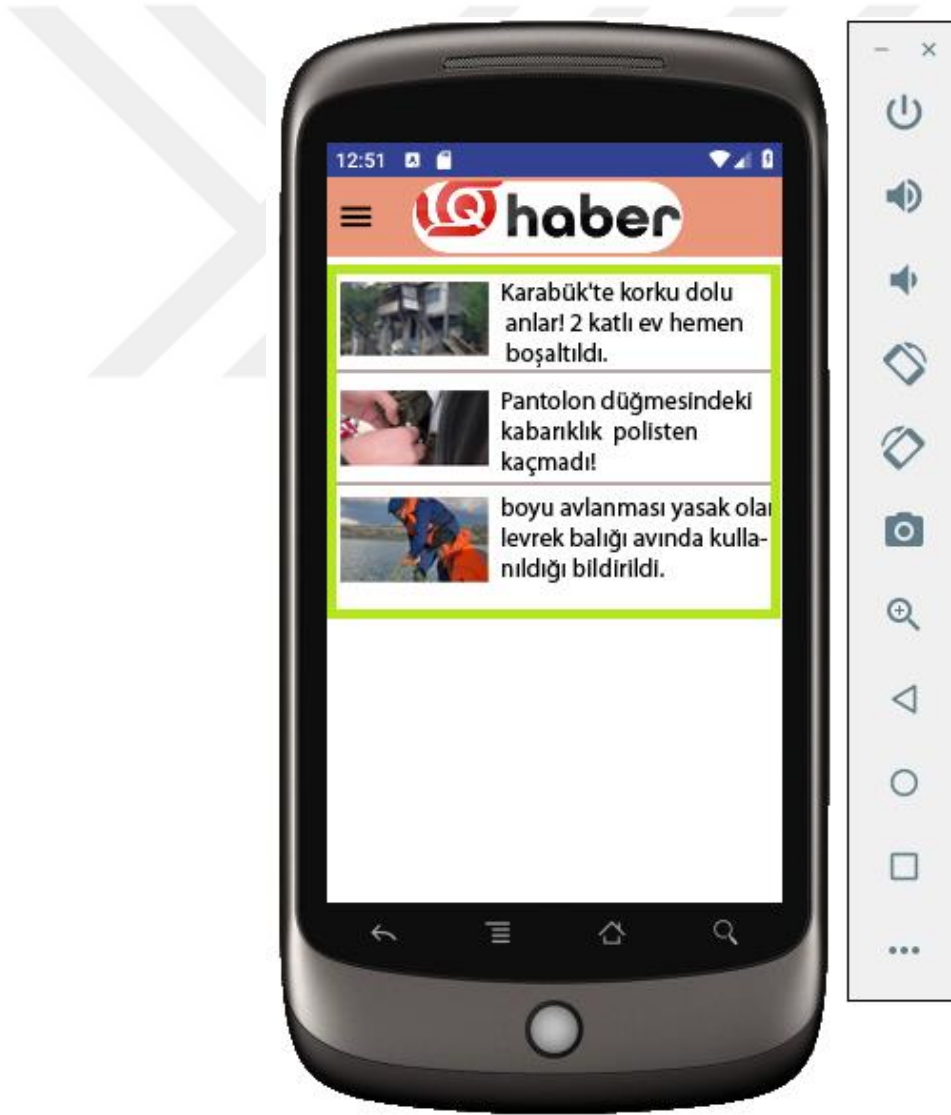 12:51
Q haber
Karabük'te korku dolu
anlar! 2 katlı ev hemen
boşaltıldı.
Pantolon düğmesindeki
kabarıklık polisten
kaçmadı!
boyu avlanması yasak olan
levrek balığı avında kulla-
nıldığı bildirildi.